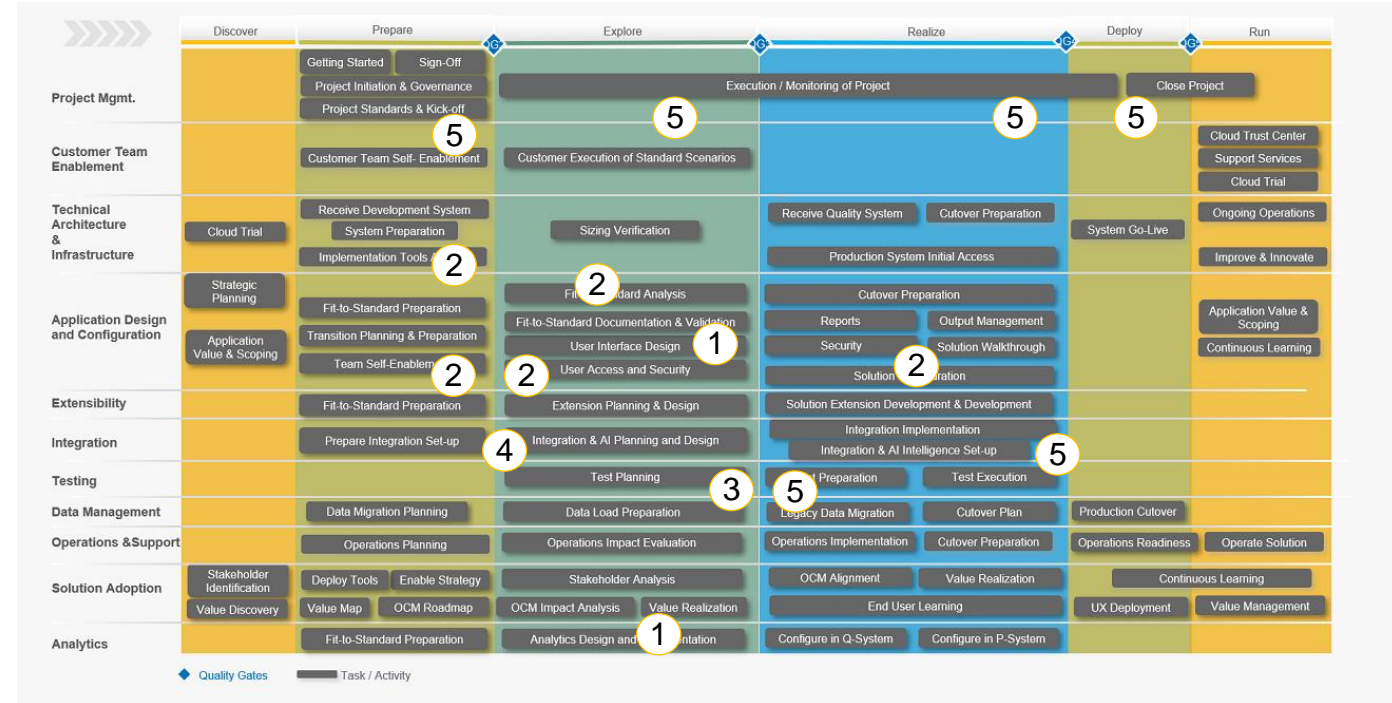 Discover
Prepare
Explore
Realize
Deploy
Run
QG
QG
QG
QG
Project Mgmt.
Getting Started
Sign-Off
Project Initiation & Governance
Project Standards & Kick-off
Execution / Monitoring of Project
Close Project
5
5
5
5
Customer Team
Enablement
Customer Team Self- Enablement
Customer Execution of Standard Scenarios
Cloud Trust Center
Support Services
Cloud Trial
Technical
Architecture
&
Infrastructure
Cloud Trial
Receive Development System
System Preparation
Implementation Tools
2
Sizing Verification
Receive Quality System
Cutover Preparation
Production System Initial Access
System Go-Live
Ongoing Operations
Improve & Innovate
Application Design
and Configuration
Strategic
Planning
Application
Value & Scoping
Fit-to-Standard Preparation
Transition Planning & Preparation
Team Self-Enablem
2
2
Analysis
Fit-to-Standard Documentation & Validation
User Interface Design
1
User Access and Security
2
Cutover Preparation
Reports
Output Management
Security
Solution Walkthrough
Solution
2
Application Value &
Scoping
Continuous Learning
Extensibility
Fit-to-Standard Preparation
Extension Planning & Design
Solution Extension Development & Development
Integration
Prepare Integration Set-up
4
Integration & AI Planning and Design
Integration Implementation
Integration & AI Intelligence Set-up
5
Testing
Test Planning
3
Preparation
5
Test Execution
Data Management
Data Migration Planning
Data Load Preparation
Legacy Data Migration
Cutover Plan
Production Cutover
Operations &Support
Operations Planning
Operations Impact Evaluation
Operations Implementation
Cutover Preparation
Operations Readiness
Operate Solution
Solution Adoption
Stakeholder
Identification
Value Discovery
Deploy Tools
Enable Strategy
Value Map
OCM Roadmap
Stakeholder Analysis
OCM Impact Analysis
Value Realization
OCM Alignment
Value Realization
End User Learning
Continuous Learning
UX Deployment
Value Management
Analytics
Fit-to-Standard Preparation
Analytics Design and
1
Configure in Q-System
Configure in P-System
Quality Gates
Task / Activity